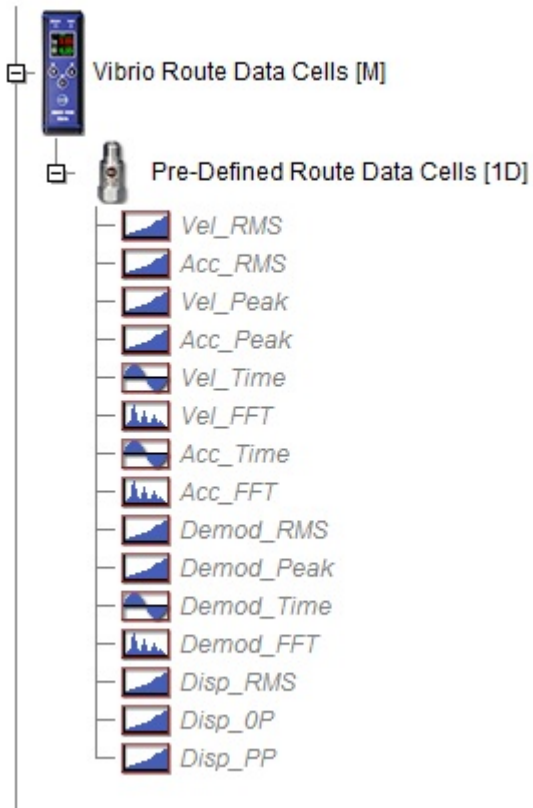 Vibrio Route Data Cells [M]
Pre-Defined Route Data Cells [1D]
Vel_RMS
Acc_RMS
Vel_Peak
Acc_Peak
Vel_Time
Vel_FFT
Acc_Time
Acc_FFT
Demod_RMS
Demod_Peak
Demod_Time
Demod_FFT
Disp_RMS
Disp_0P
Disp_PP